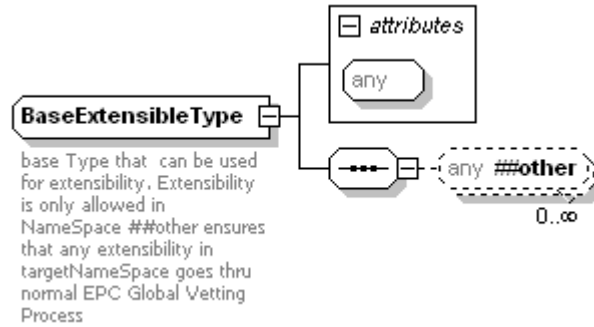 attributes
any
BaseExtensibleType
any ##other
0..∞
base Type that can be used
for extensibility. Extensibility
is only allowed in
NameSpace ##other ensures
that any extensibility in
targetNameSpace goes thru
normal EPC Global Vetting
Process